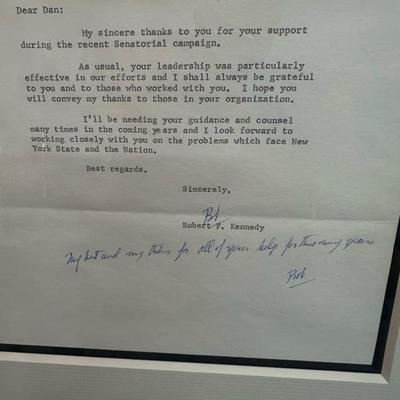 Dear Dan:
My sincere thanks to you for your support
during the recent Senatorial campaign.
As usual, your leadership was particularly
effective in our efforts and I shall always be grateful
to you and to those who worked with you. I hope you
will convey my thanks to those in your organization.
I'll be needing your guidance and counsel
many times in the coming years and I look forward to
working closely with you on the problems which face New
York State and the Nation.
Best regards.
Sincerely,
Bob
Robert F. Kennedy
My best and my thanks for all of your help for these many years
Bob